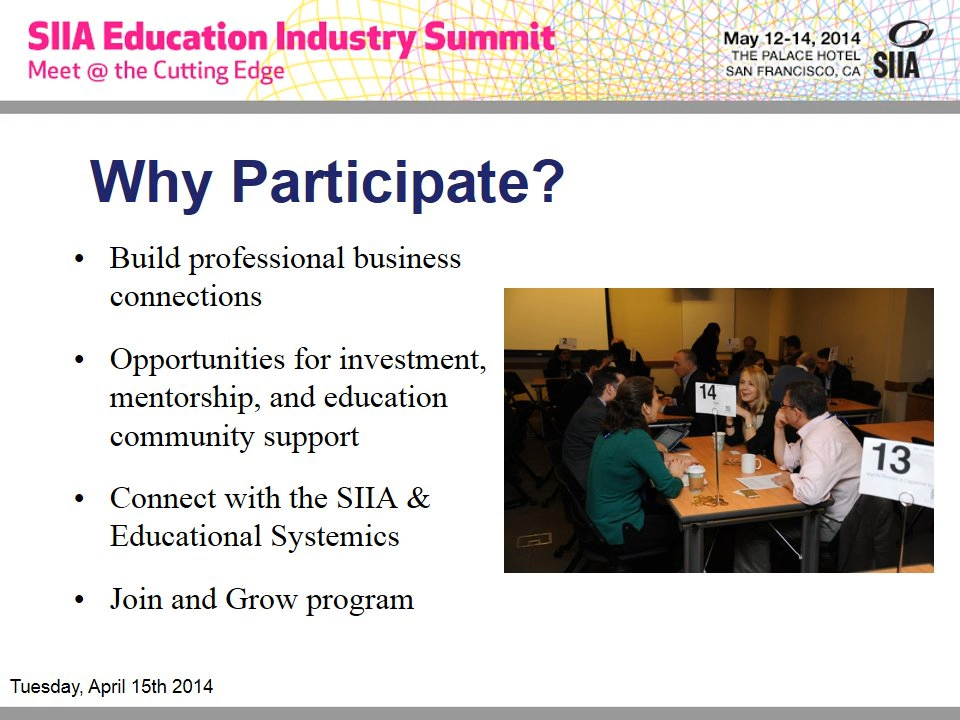 SIIA Education Industry Summit
Meet @ the Cutting Edge
May 12-14, 2014
THE PALACE HOTEL
SAN FRANCISCO, CA
SIIA
Why Participate?
• Build professional business
connections
• Opportunities for investment,
mentorship, and education
community support
• Connect with the SIIA &
Educational Systemics
• Join and Grow program
2
14
13
Tuesday, April 15th 2014